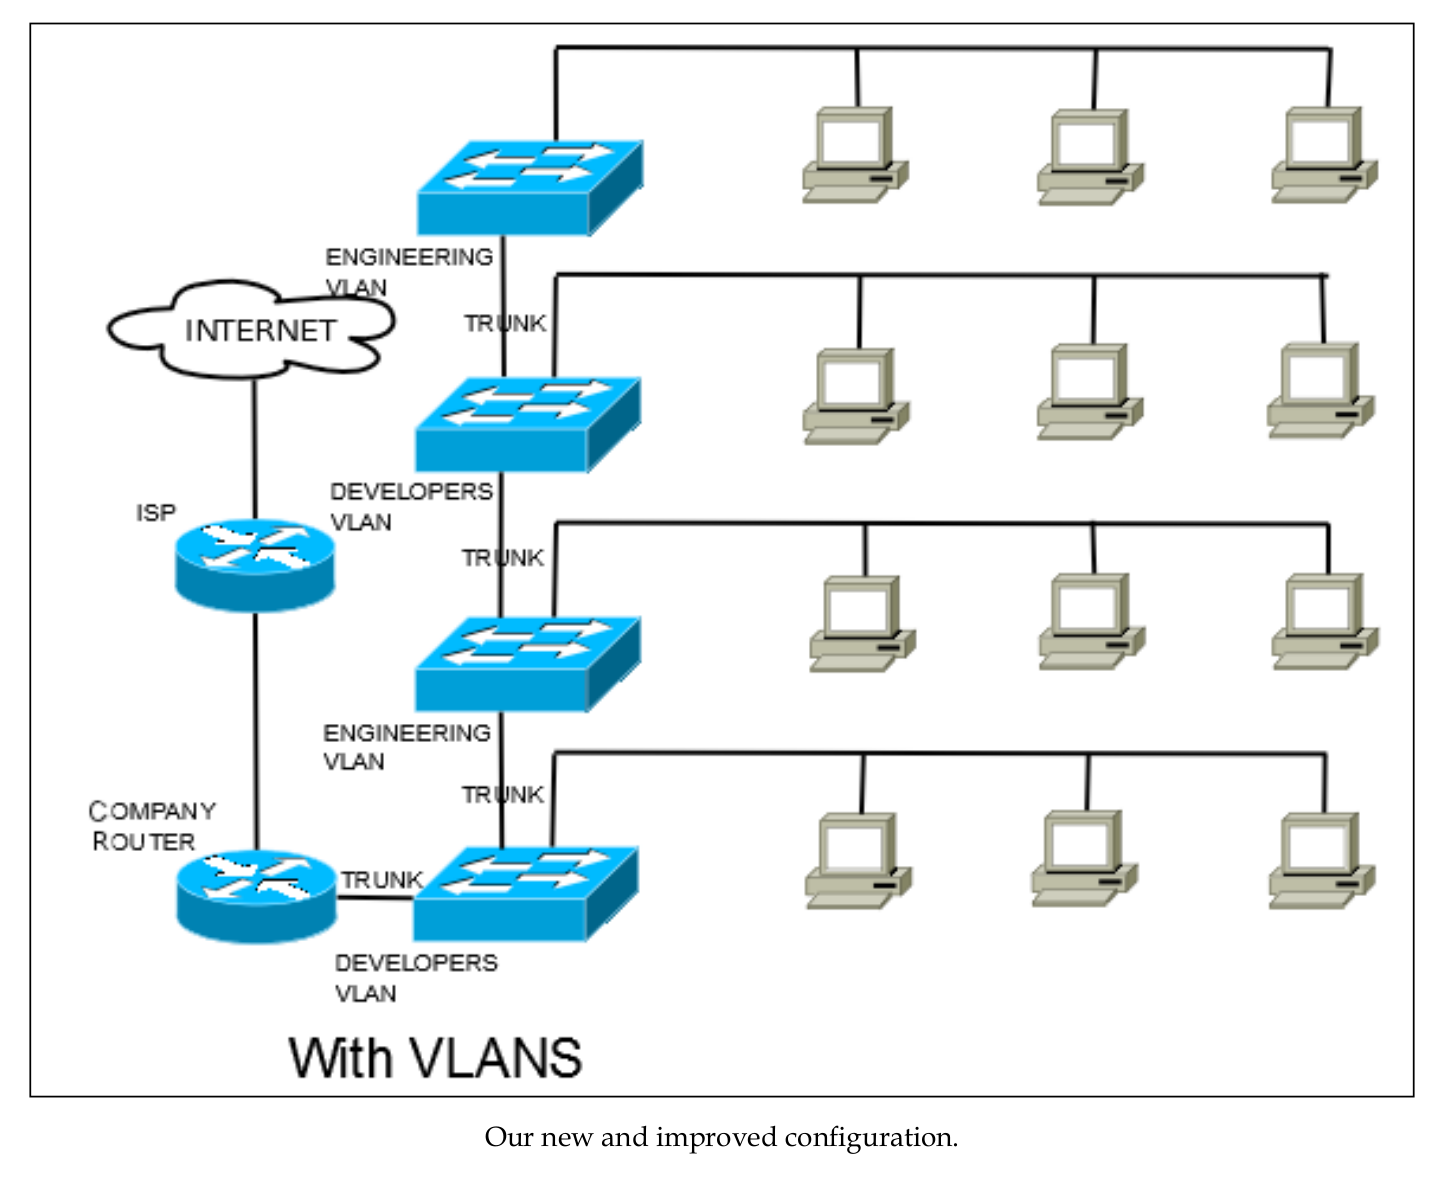 ENGINEERING
VLAN
INTERNET
TRUNK
DEVELOPERS
VLAN
ISP
TRUNK
ENGINEERING
VLAN
TRUNK
COMPANY
ROUTER
TRUNK
DEVELOPERS
VLAN
With VLANS
Our new and improved configuration.